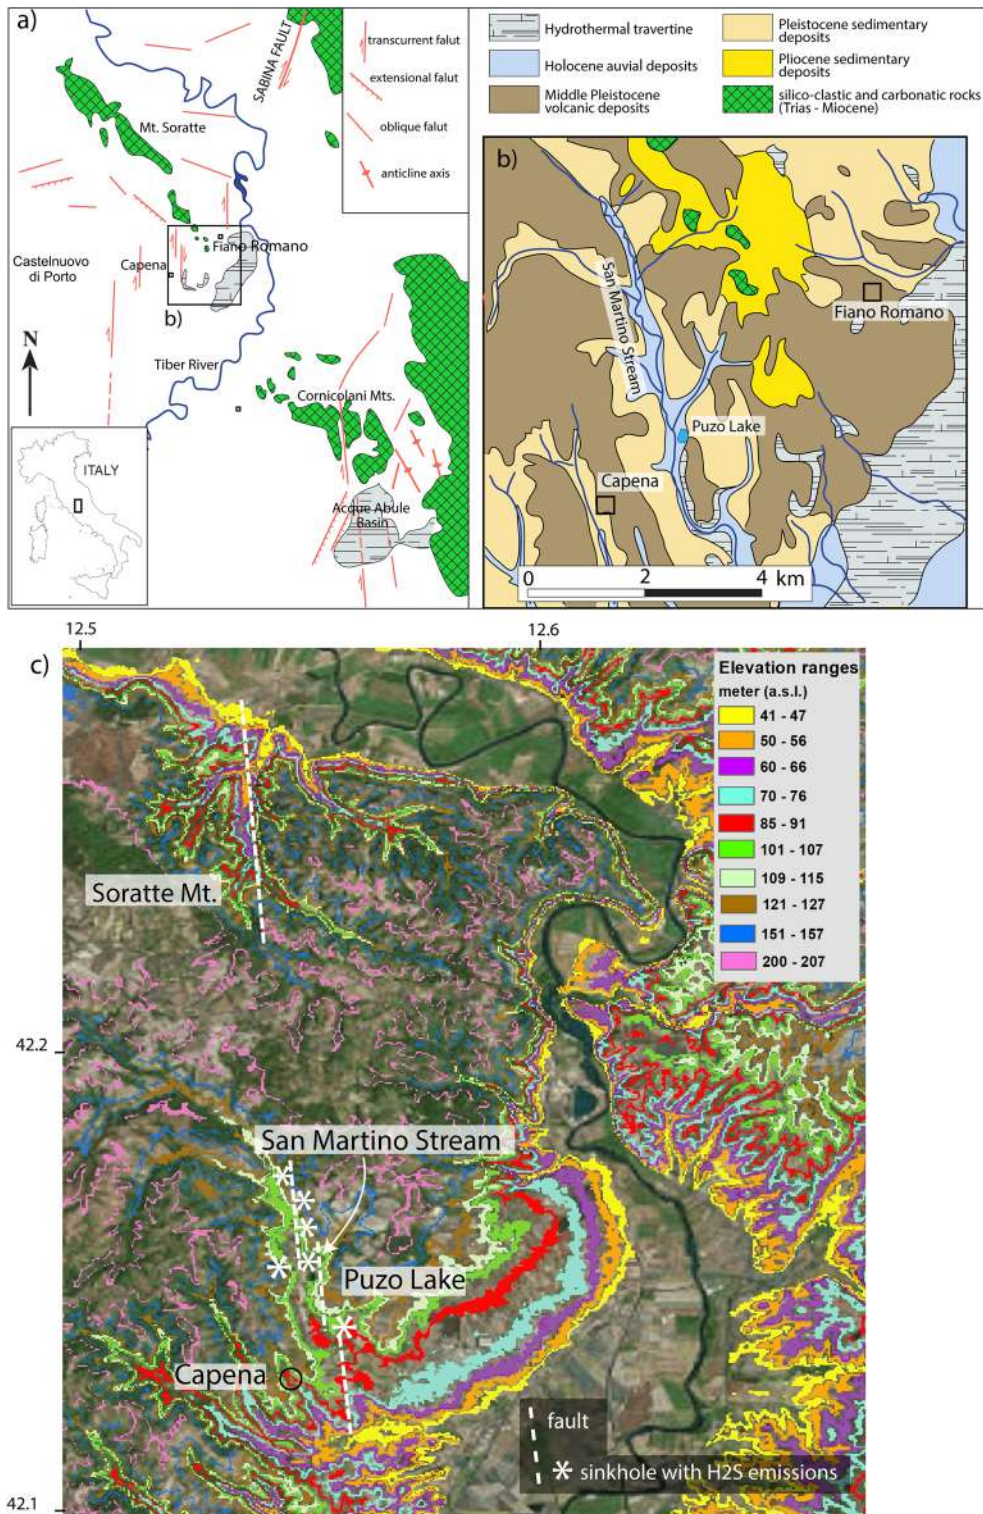 a)
SABINA FAULT
Mt. Soratte
transcurrent falut
extensional falut
oblique falut
anticline axis
Fiano Romano
Capena
Castelnuovo
di Porto
b)
N
Tiber River
Cornicolani Mts.
ITALY
Acque Abule
Basin
Hydrothermal travertine
Holocene auvial deposits
Middle Pleistocene
volcanic deposits
Pleistocene sedimentary
deposits
Pliocene sedimentary
deposits
silico-clastic and carbonatic rocks
(Trias - Miocene)
b)
San Martino Stream
Fiano Romano
Puzo Lake
Capena
0 2 4 km
12.5 12.6
c)
Elevation ranges
meter (a.s.l.)
41 - 47
50 - 56
60 - 66
70 - 76
85 - 91
101 - 107
109 - 115
121 - 127
151 - 157
200 - 207
Soratte Mt.
42.2
San Martino Stream
Puzo Lake
Capena
fault
sinkhole with H2S emissions
42.1